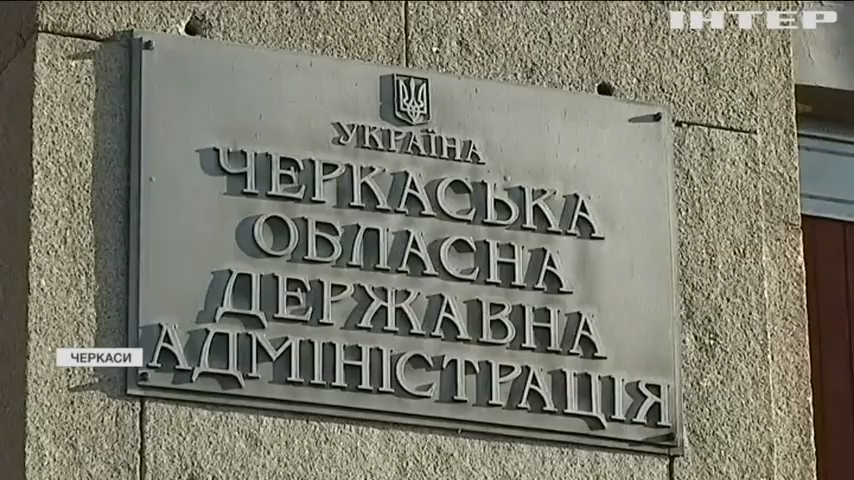 ІНТЕР
УКРАЇНА
ЧЕРКАСЬКА
ОБЛАСНА
ДЕРЖАВНА
АДМІНІСТРАЦІЯ
ЧЕРКАСИ